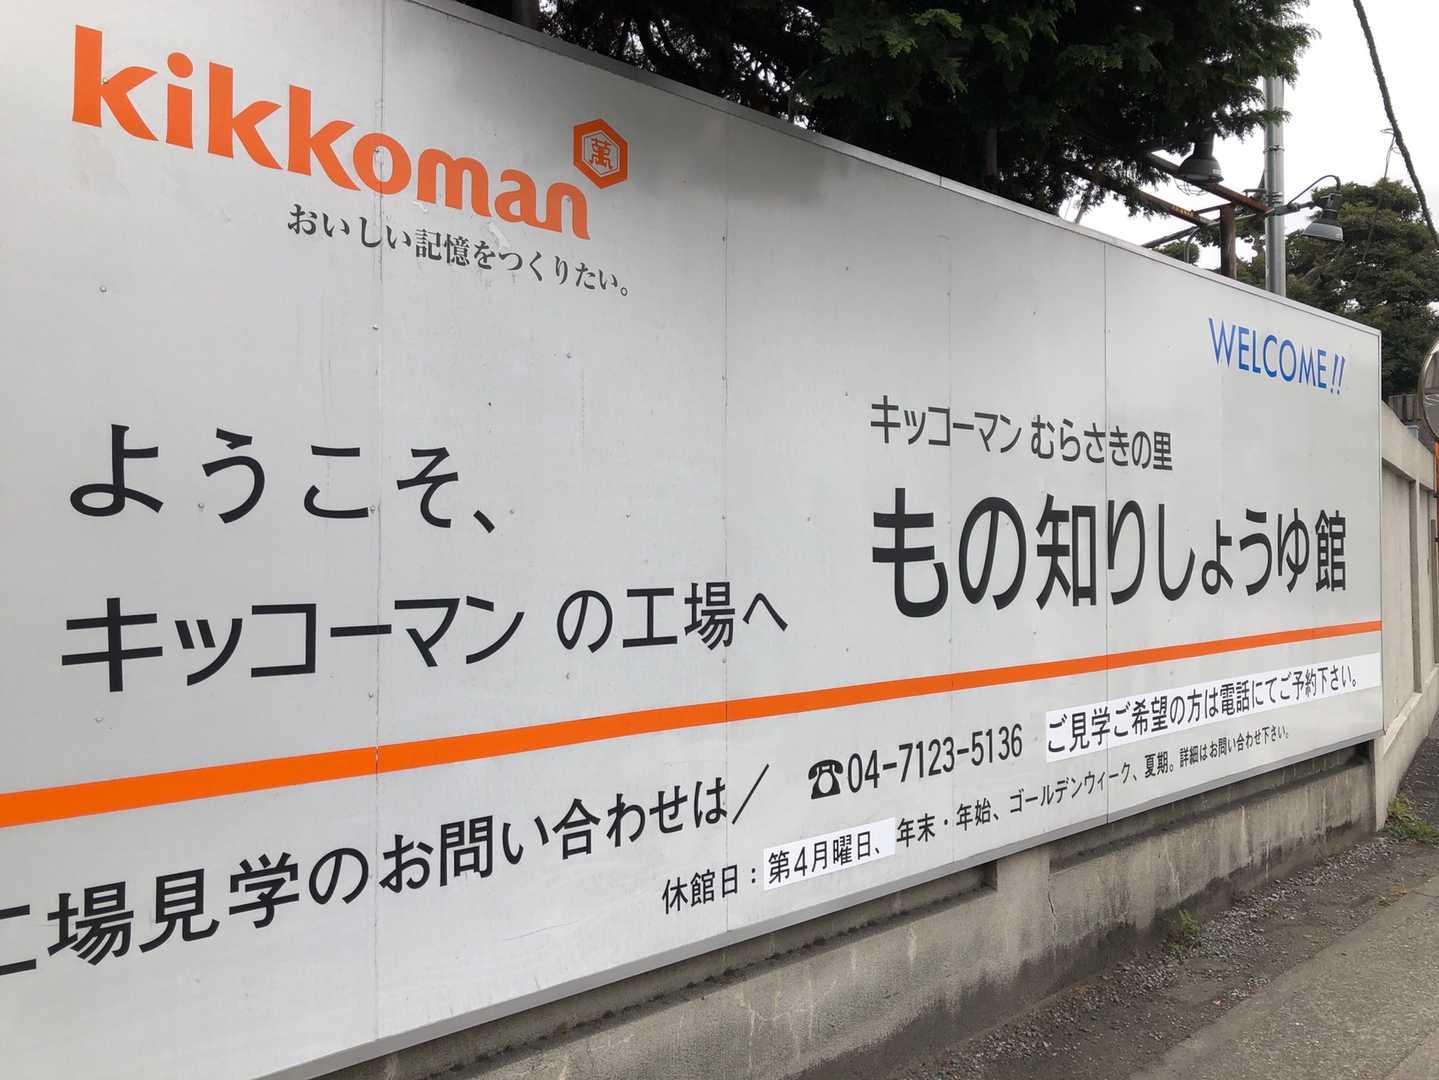 kikkoman 萬
おいしい記憶をつくりたい。
WELCOME!!
ようこそ、
キッコーマン の工場へ
キッコーマン むらさきの里
もの知りしょうゆ館
工場見学のお問い合わせは／ ☎04-7123-5136 ご見学ご希望の方は電話にてご予約下さい。
休館日：第4月曜日、年末・年始、ゴールデンウィーク、夏期。詳細はお問い合わせ下さい。